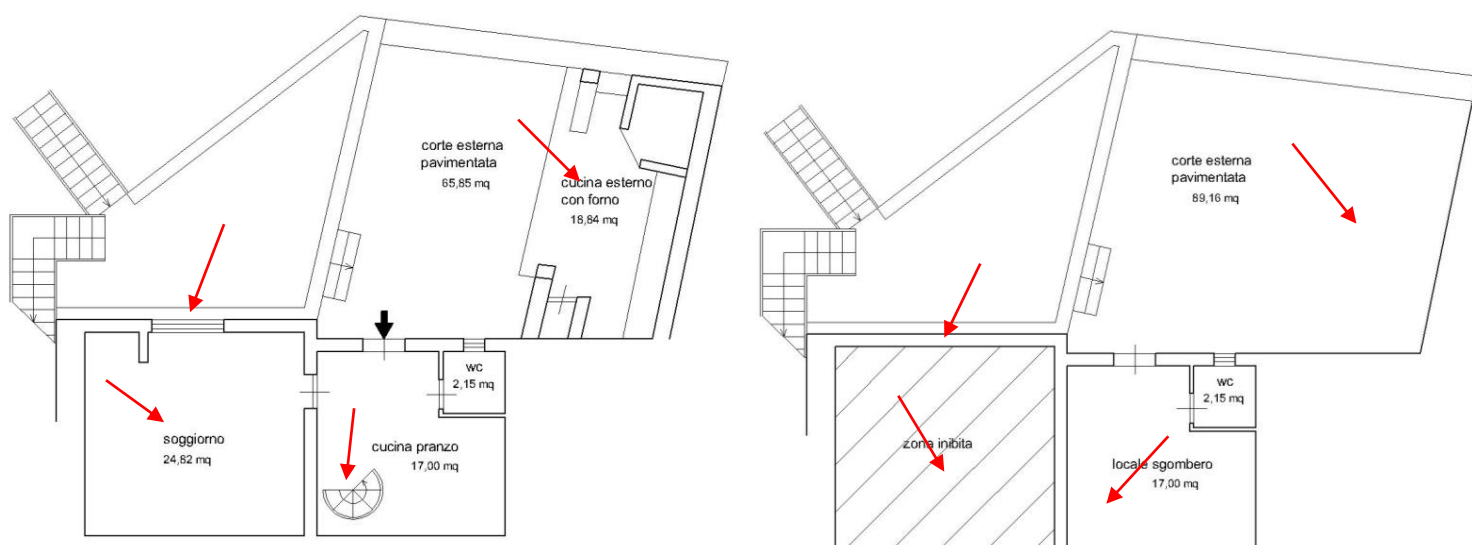 corte esterna
pavimentata
65,85 mq
cucina esterno
con forno
18,84 mq
wc
2,15 mq
soggiorno
24,82 mq
cucina pranzo
17,00 mq
corte esterna
pavimentata
89,16 mq
wc
2,15 mq
zona inibita
locale sgombero
17,00 mq